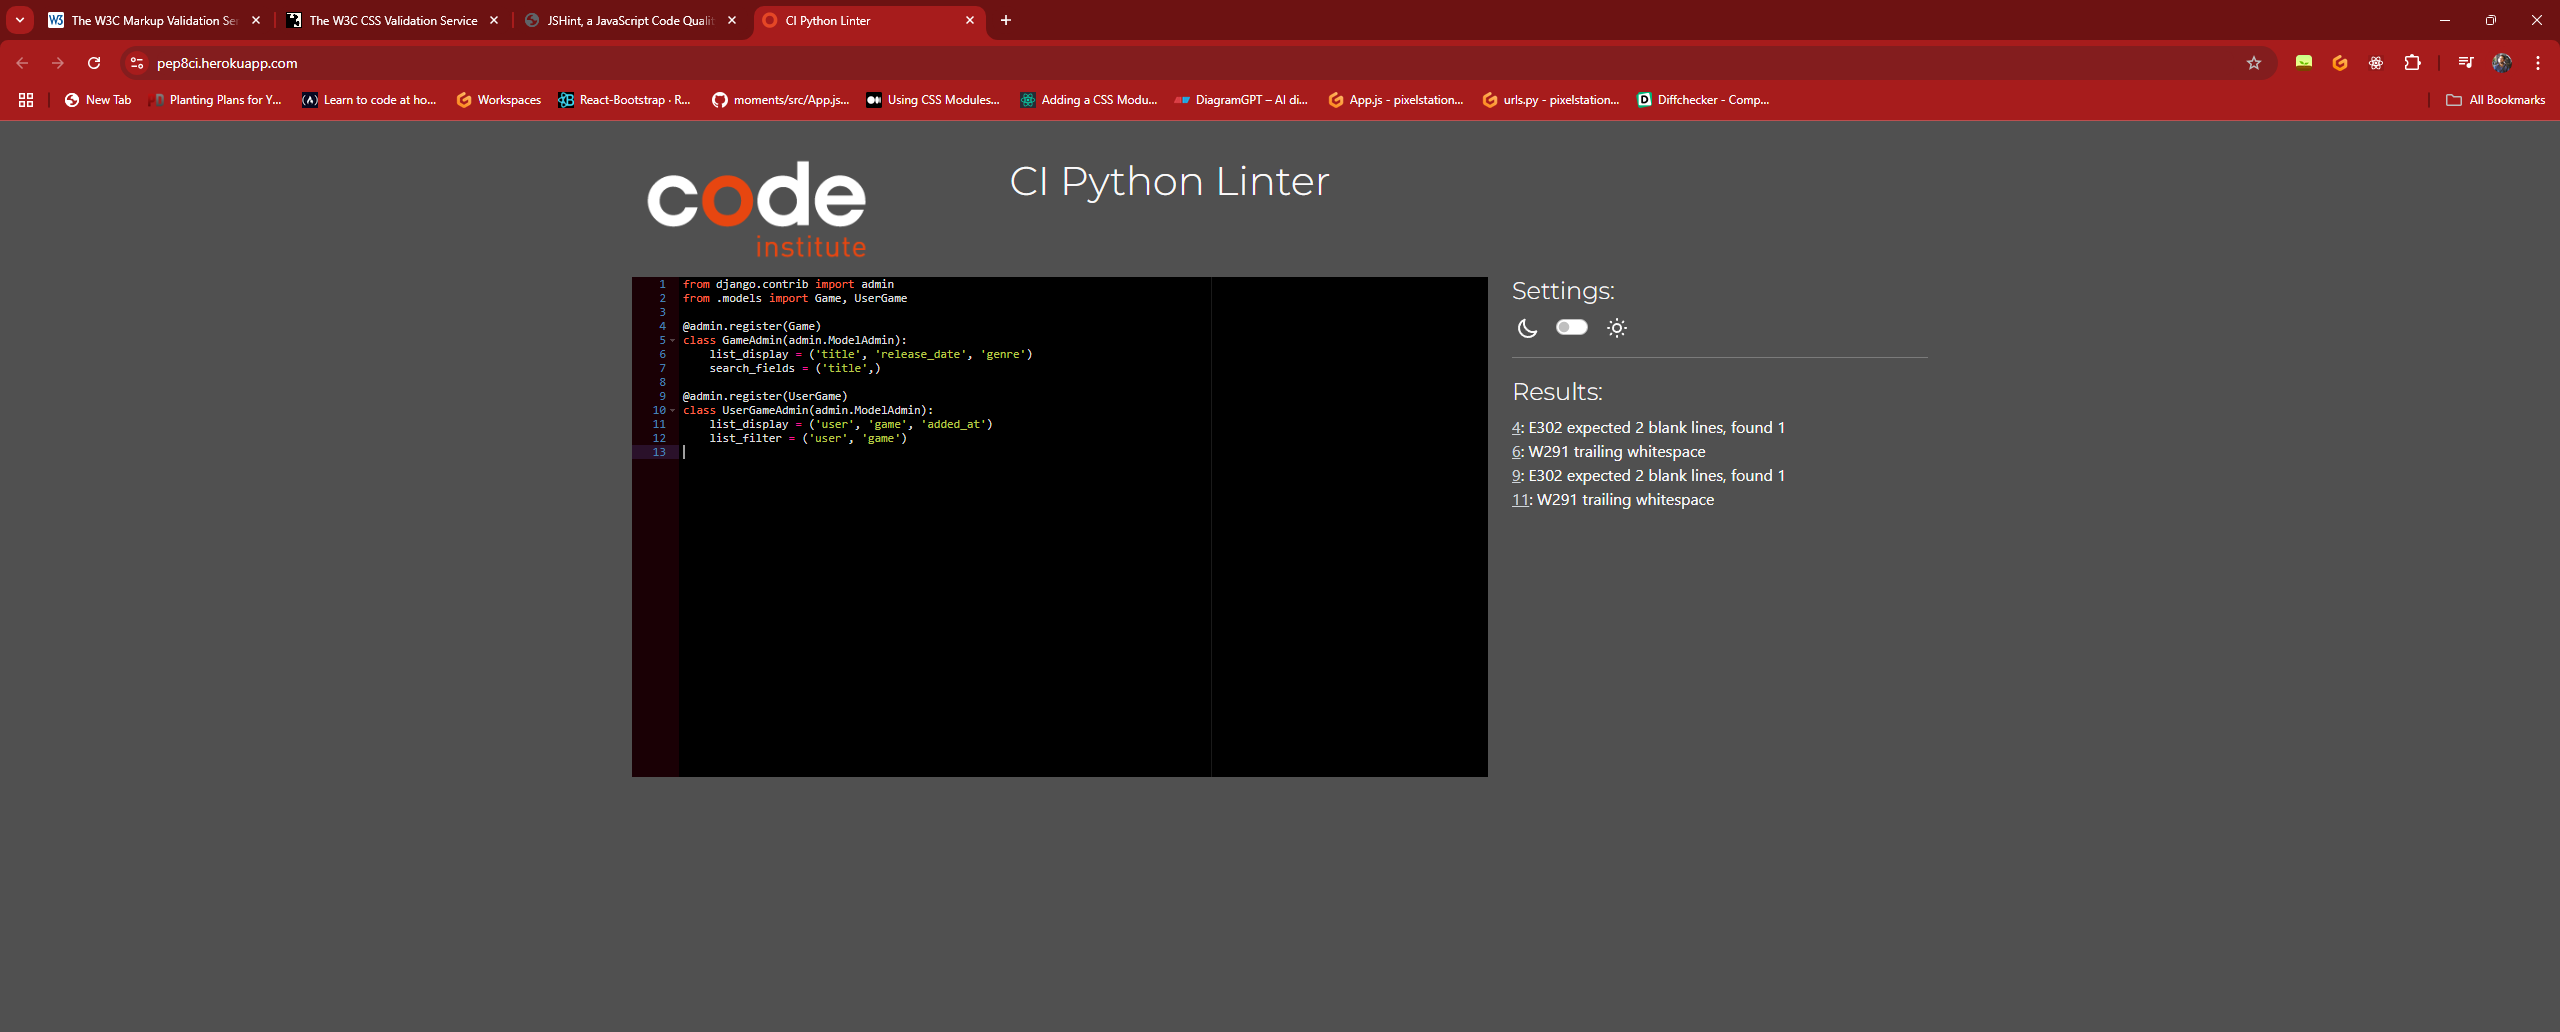 The W3C Markup Validation Se
The W3C CSS Validation Service
JSHint, a JavaScript Code Qualit
CI Python Linter
pep8ci.herokuapp.com
New Tab
Planting Plans for Y...
Learn to code at ho...
Workspaces
React-Bootstrap · R...
moments/src/App.js...
Using CSS Modules...
Adding a CSS Modu...
DiagramGPT – AI di...
App.js - pixelstation...
urls.py - pixelstation...
Diffchecker - Comp...
All Bookmarks
code
institute
CI Python Linter
1 from django.contrib import admin
2 from .models import Game, UserGame
3
4 @admin.register(Game)
5 class GameAdmin(admin.ModelAdmin):
6     list_display = ('title', 'release_date', 'genre')
7     search_fields = ('title',)
8
9 @admin.register(UserGame)
10 class UserGameAdmin(admin.ModelAdmin):
11     list_display = ('user', 'game', 'added_at')
12     list_filter = ('user', 'game')
13
Settings:
Results:
4: E302 expected 2 blank lines, found 1
6: W291 trailing whitespace
9: E302 expected 2 blank lines, found 1
11: W291 trailing whitespace